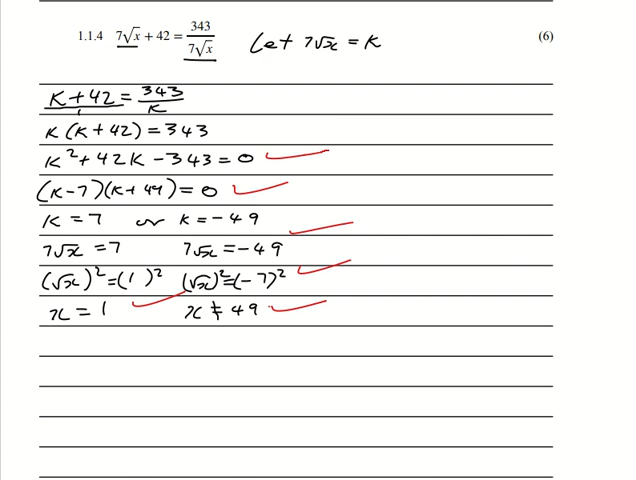 1.1.4 7√x + 42 = 343/7√x Let 7√x = K (6)
K + 42 = 343/K
K(K + 42) = 343
K² + 42K - 343 = 0
(K - 7)(K + 49) = 0
K = 7 or K = -49
7√x = 7 7√x = -49
(√x)² = (1)² (√x)² = (-7)²
x = 1 x ≠ 49